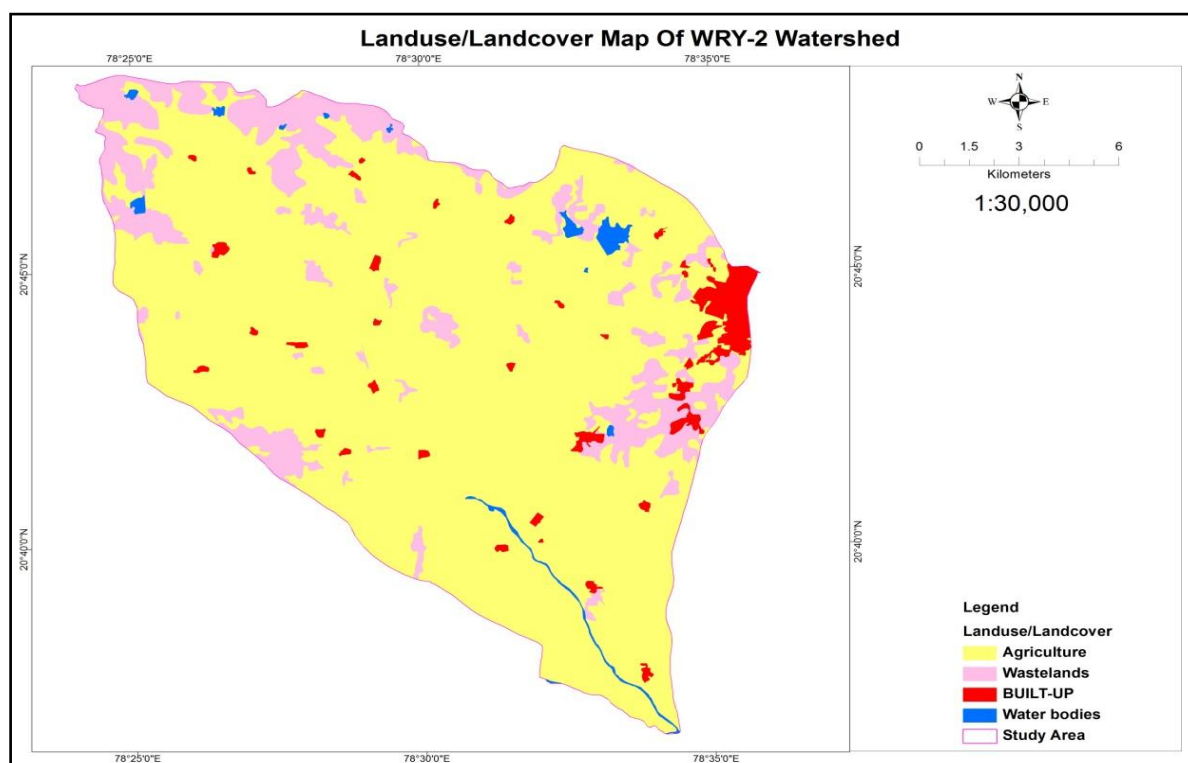 Landuse/Landcover Map Of WRY-2 Watershed
78°25'0"E 78°30'0"E 78°35'0"E
N
W E
S
0 1.5 3 6
Kilometers
1:30,000
20°45'0"N 20°45'0"N
20°40'0"N 20°40'0"N
Legend
Landuse/Landcover
Agriculture
Wastelands
BUILT-UP
Water bodies
Study Area
78°25'0"E 78°30'0"E 78°35'0"E